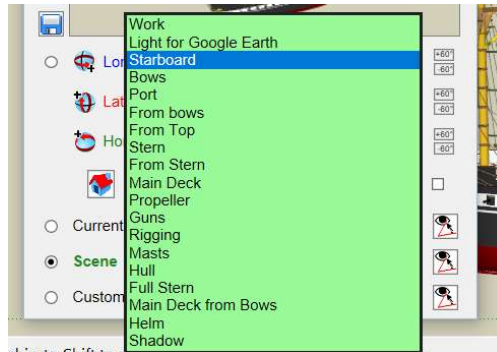 Work
Light for Google Earth
Starboard
Bows
Port
From bows
From Top
Stern
From Stern
Main Deck
Propeller
Guns
Rigging
Masts
Hull
Full Stern
Main Deck from Bows
Helm
Shadow
Lor
Lat
Ho
Current
Scene
Custom
+60°
-60°
+60°
-60°
+60°
-60°